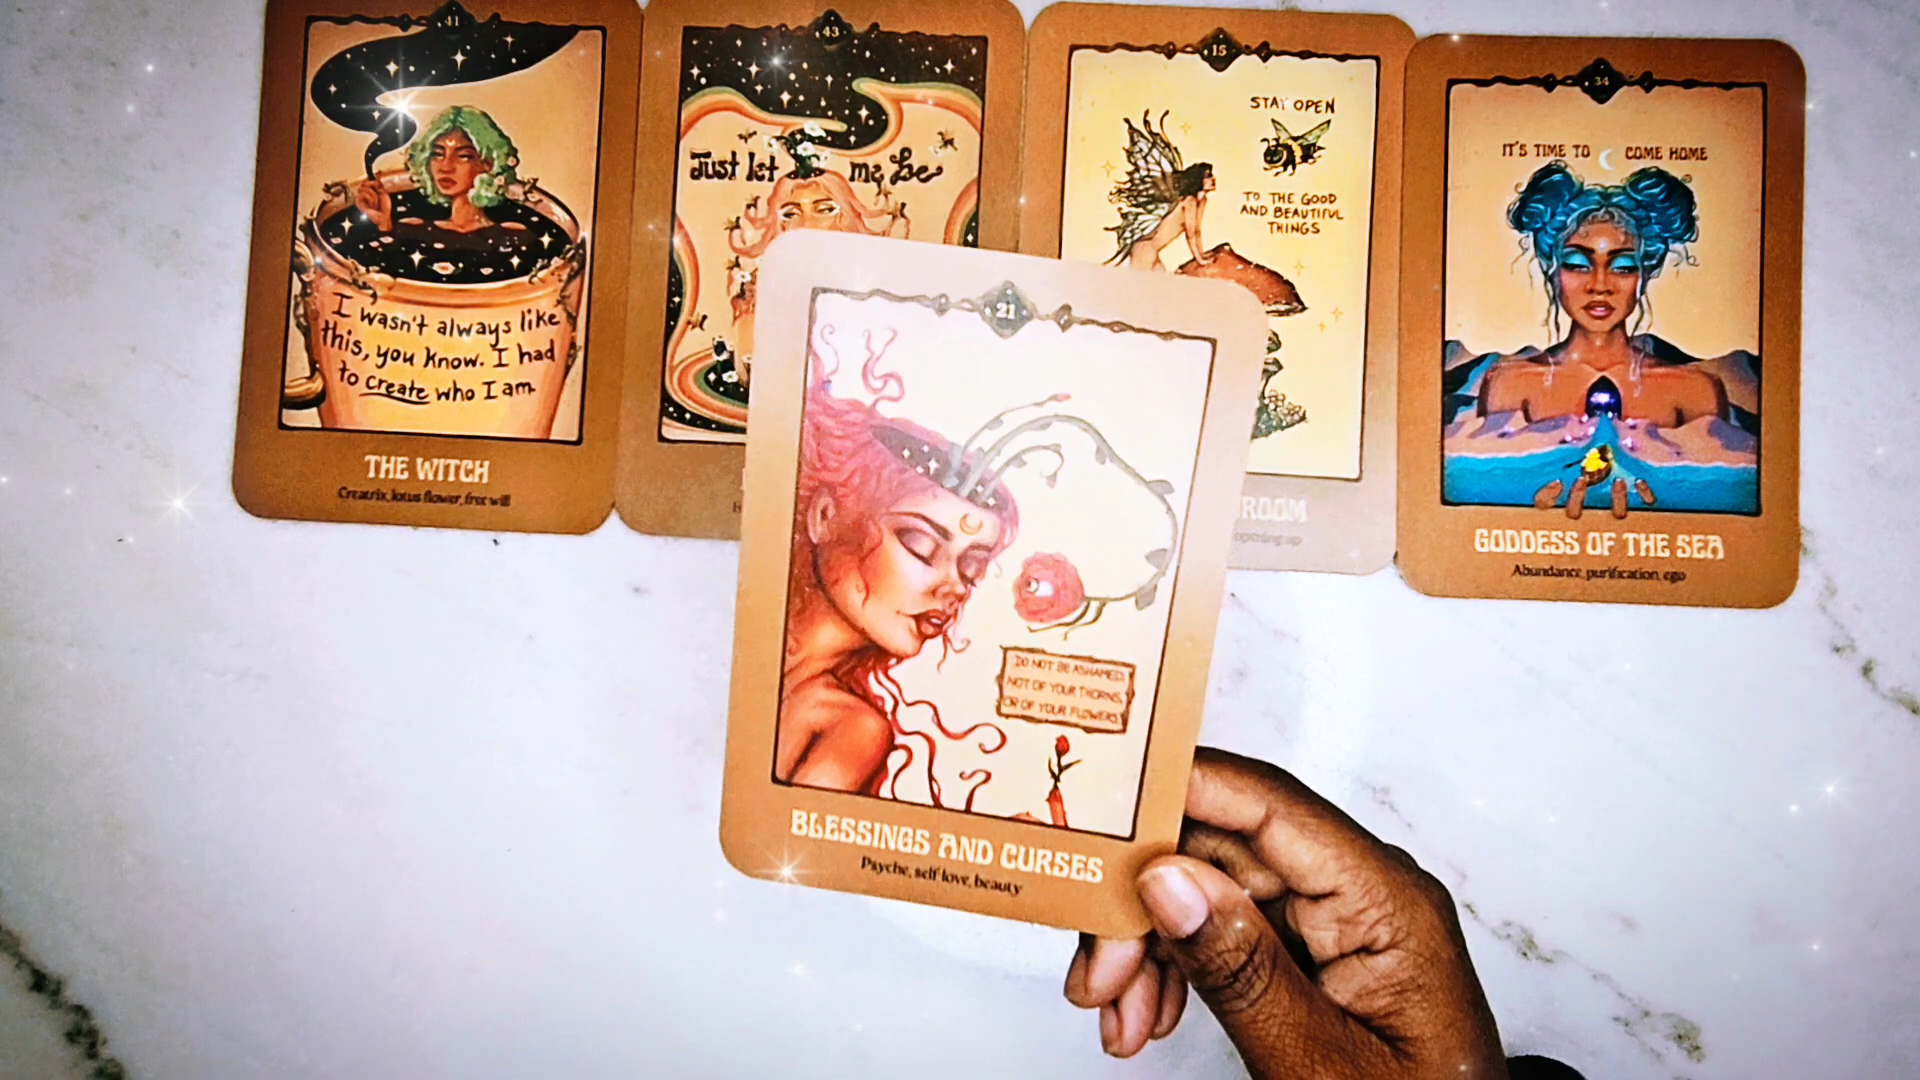 41
I wasn't always like
this, you know. I had
to create who I am.
THE WITCH
Creatrix, lotus flower, free will
43
Just let me be
15
STAY OPEN
TO THE GOOD
AND BEAUTIFUL
THINGS
ROOM
opening up
34
IT'S TIME TO COME HOME
GODDESS OF THE SEA
Abundance, purification, ego
21
DO NOT BE ASHAMED,
NOT OF YOUR THORNS,
OR OF YOUR FLOWERS.
BLESSINGS AND CURSES
Psyche, self-love, beauty